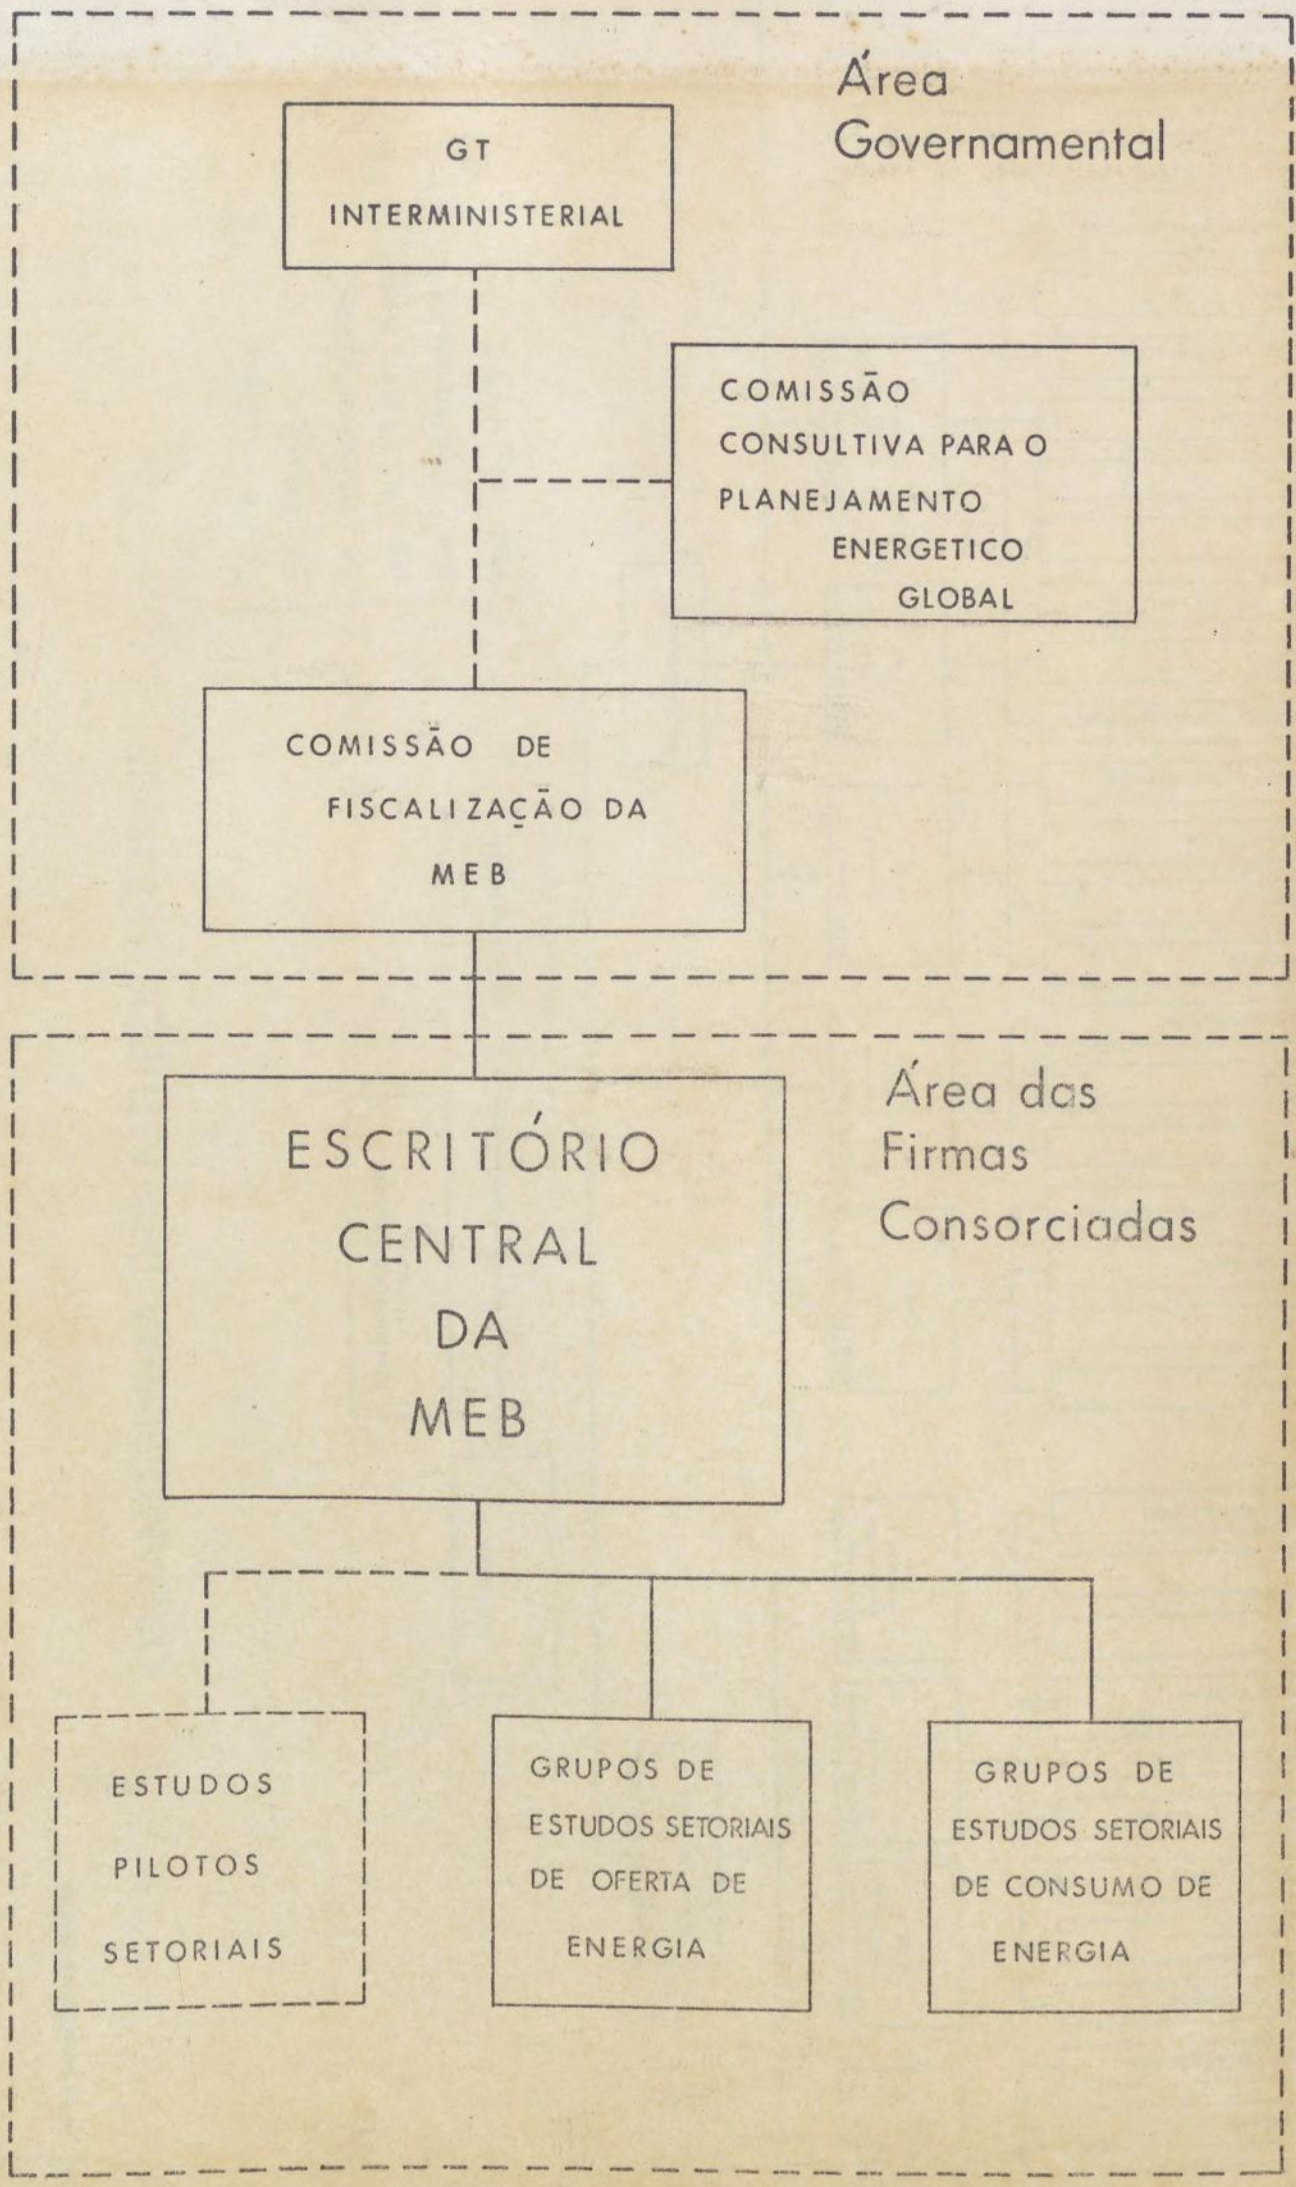 Área
Governamental
GT
INTERMINISTERIAL
COMISSÃO
CONSULTIVA PARA O
PLANEJAMENTO
ENERGETICO
GLOBAL
COMISSÃO DE
FISCALIZAÇÃO DA
MEB
Área das
Firmas
Consorciadas
ESCRITÓRIO
CENTRAL
DA
MEB
ESTUDOS
PILOTOS
SETORIAIS
GRUPOS DE
ESTUDOS SETORIAIS
DE OFERTA DE
ENERGIA
GRUPOS DE
ESTUDOS SETORIAIS
DE CONSUMO DE
ENERGIA